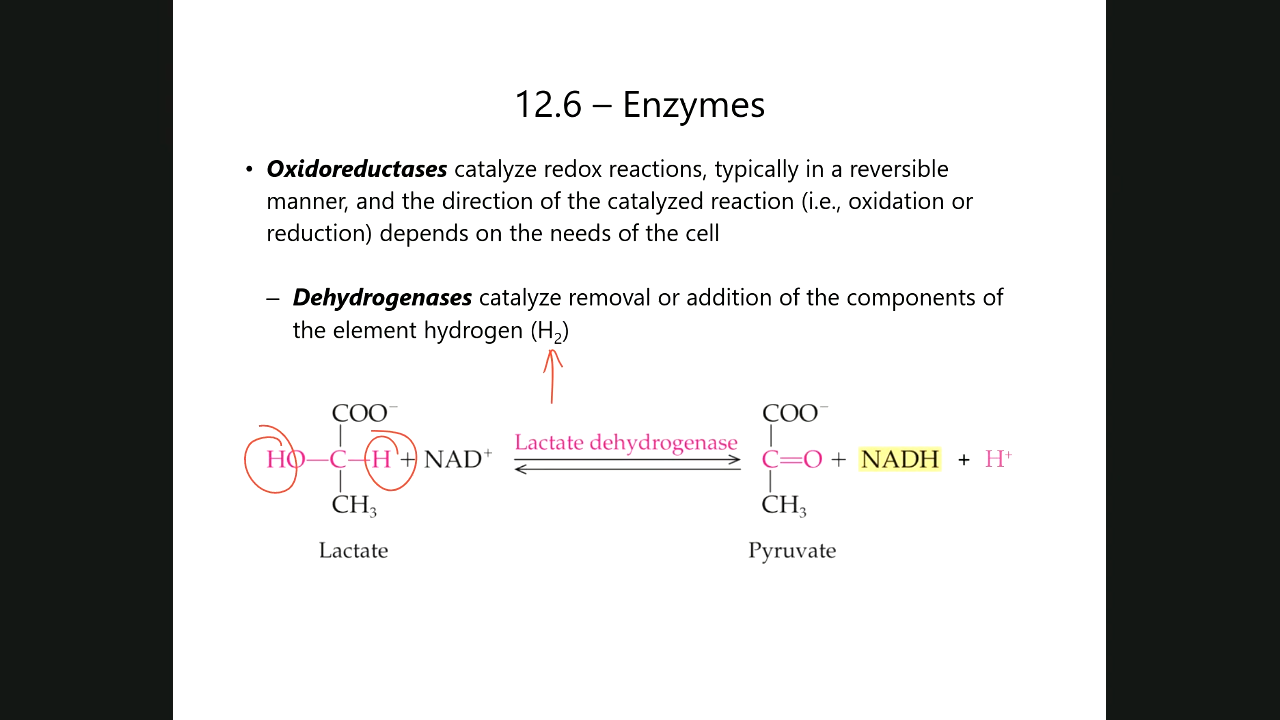 12.6 – Enzymes
• Oxidoreductases catalyze redox reactions, typically in a reversible
manner, and the direction of the catalyzed reaction (i.e., oxidation or
reduction) depends on the needs of the cell
– Dehydrogenases catalyze removal or addition of the components of
the element hydrogen (H₂)
COO⁻
HO—C—H + NAD⁺
CH₃
Lactate
Lactate dehydrogenase
COO⁻
C=O + NADH + H⁺
CH₃
Pyruvate